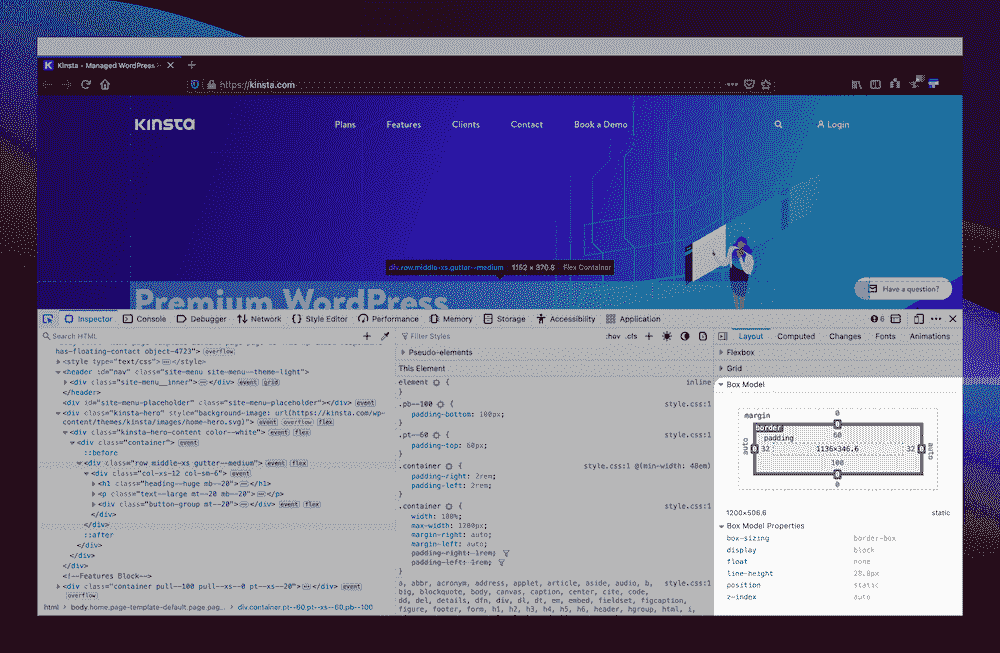 Kinsta - Managed WordPress
https://kinsta.com
KINSTA
Plans
Features
Clients
Contact
Book a Demo
Login
div.row.middle-xs.gutter--medium 1152 × 370.6 Flex Container
Premium WordPress
Have a question?
Inspector
Console
Debugger
Network
Style Editor
Performance
Memory
Storage
Accessibility
Application
6
Search HTML
has-floating-contact object-4723"> overflow
<style type="text/css"></style>
<header id="nav" class="site-menu site-menu--theme-light">
<div class="site-menu__inner"></div> event grid
</header>
<div id="site-menu-placeholder" class="site-menu-placeholder"></div> event
<div class="kinsta-hero" style="background-image: url(https://kinsta.com/wp-
content/themes/kinsta/images/home-hero.svg)"> event overflow flex
<div class="kinsta-hero-content color--white"> event flex
<div class="container"> event
::before
<div class="row middle-xs gutter--medium"> event flex
<div class="col-xs-12 col-sm-6"> event
<h1 class="heading--huge mb--20"></h1>
<p class="text--large mt--20 mb--20"></p>
<div class="button-group mt--20"></div> event flex
</div>
</div>
::after
</div>
</div>
</div>
<!--Features Block-->
<div class="container pull--100 pull--xs--0 pt--xs--20"></div> event
overflow
html > body.home.page-template-default.page.pag... > div.container.pt--60.pt--xs--60.pb--100
Filter Styles
:hov .cls
Pseudo-elements
This Element
element { inline
}
.pb--100 { style.css:1
padding-bottom: 100px;
}
.pt--60 { style.css:1
padding-top: 60px;
}
.container { style.css:1 @(min-width: 48em)
padding-right: 2rem;
padding-left: 2rem;
}
.container { style.css:1
width: 100%;
max-width: 1200px;
margin-right: auto;
margin-left: auto;
padding-right: 1rem;
padding-left: 1rem;
}
a, abbr, acronym, address, applet, article, aside, audio, b, style.css:1
big, blockquote, body, canvas, caption, center, cite, code,
dd, del, details, dfn, div, dl, dt, em, embed, fieldset, figcaption,
figure, footer, form, h1, h2, h3, h4, h5, h6, header, hgroup, html, i,
Layout
Computed
Changes
Fonts
Animations
Flexbox
Grid
Box Model
margin
0
border
60
padding
auto
32
1136×346.6
32
auto
100
0
0
1200×506.6 static
Box Model Properties
box-sizing border-box
display block
float none
line-height 28.8px
position static
z-index auto